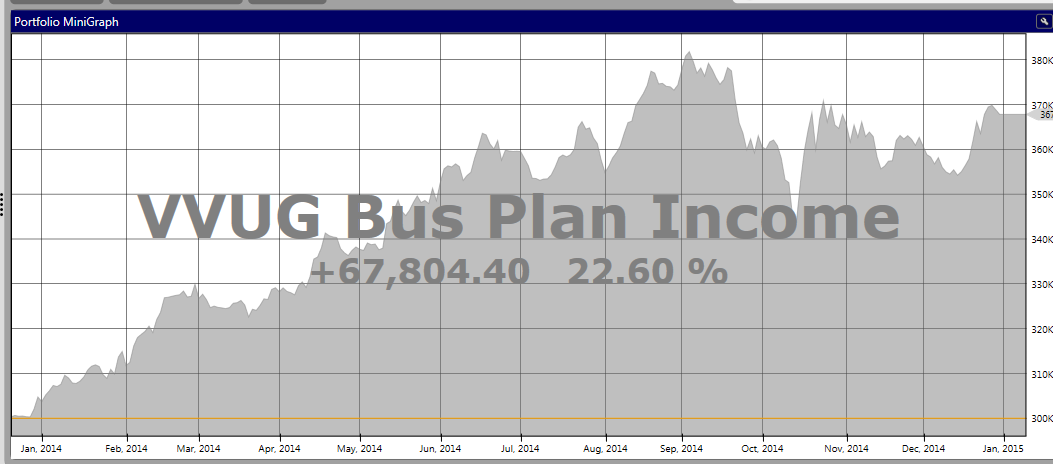 Portfolio MiniGraph
380K
370K
367
360K
350K
VVUG Bus Plan Income
340K
+67,804.40 22.60 %
330K
320K
310K
300K
Jan, 2014 Feb, 2014 Mar, 2014 Apr, 2014 May, 2014 Jun, 2014 Jul, 2014 Aug, 2014 Sep, 2014 Oct, 2014 Nov, 2014 Dec, 2014 Jan, 2015